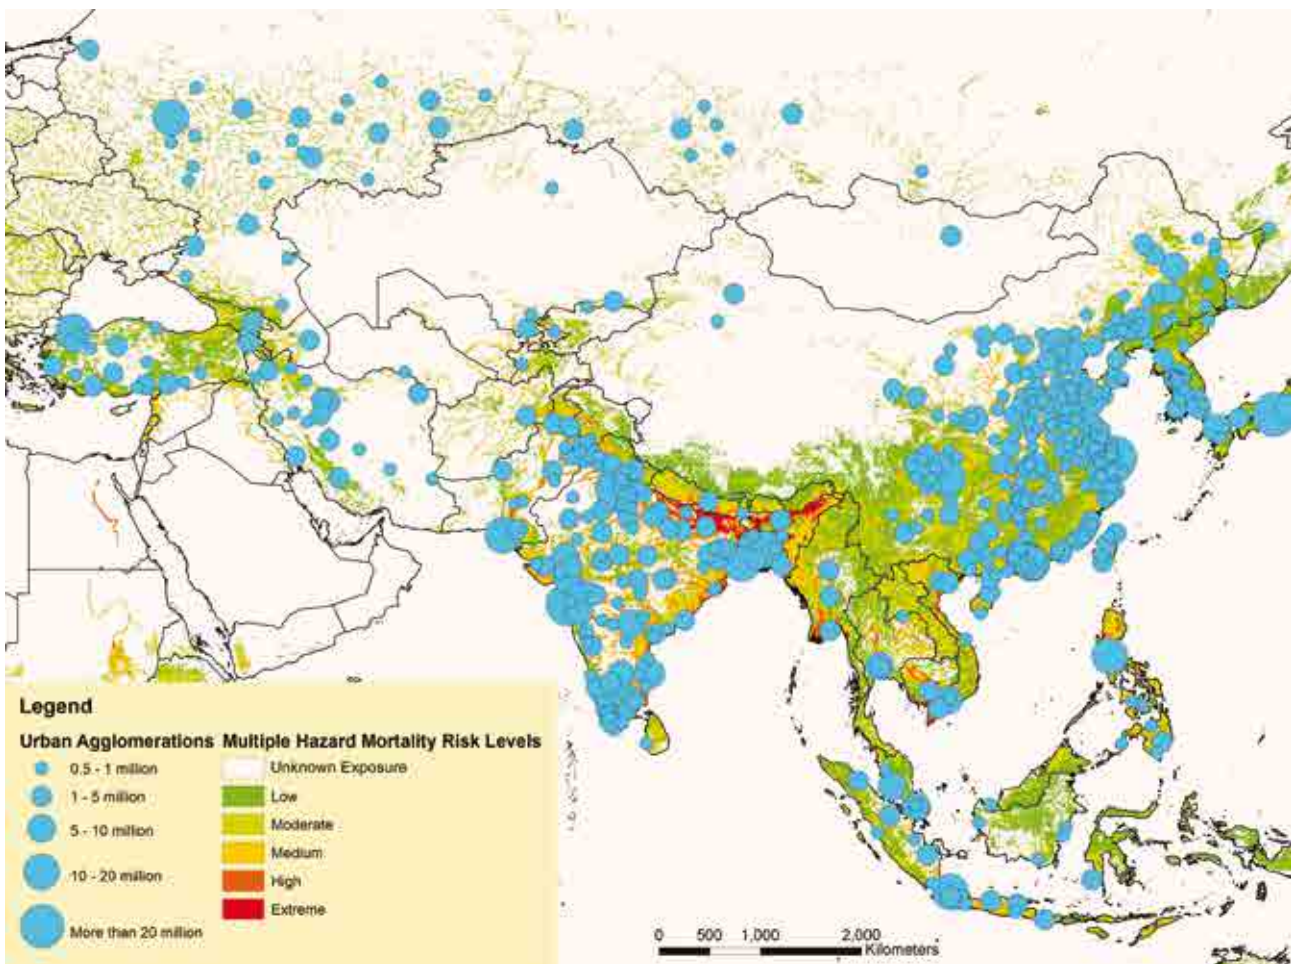 Legend
Urban Agglomerations
0.5 - 1 million
1 - 5 million
5 - 10 million
10 - 20 million
More than 20 million
Multiple Hazard Mortality Risk Levels
Unknown Exposure
Low
Moderate
Medium
High
Extreme
0 500 1,000 2,000
Kilometers